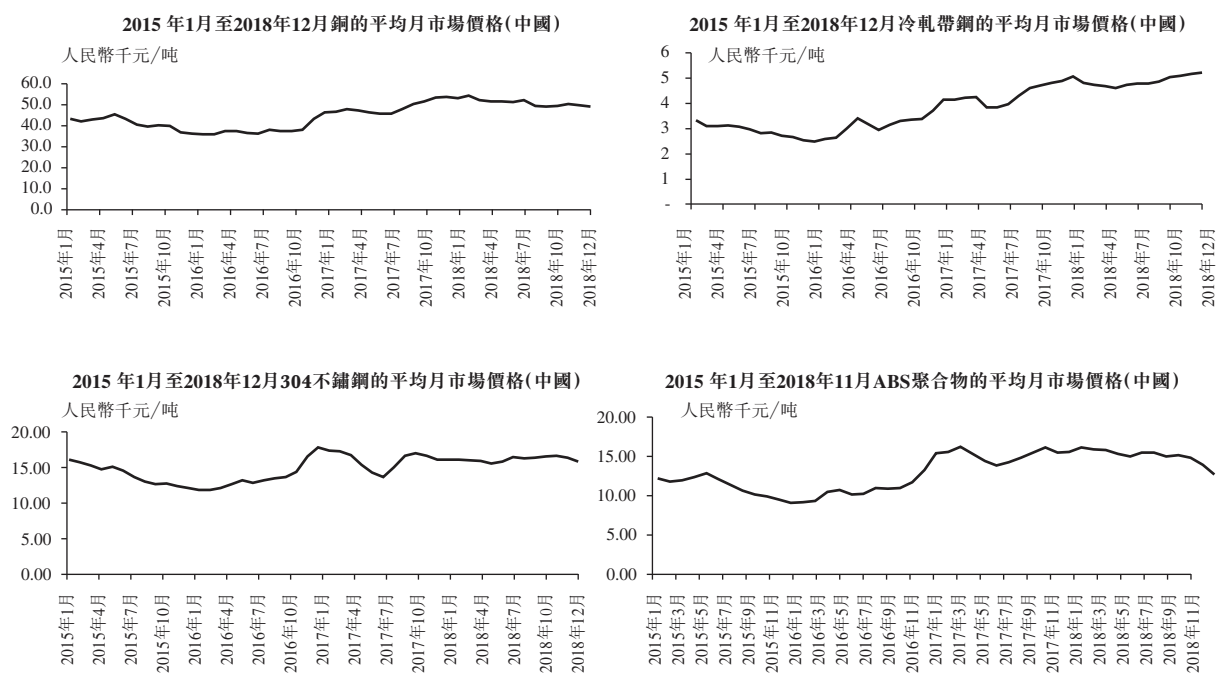 2015 年1月至2018年12月銅的平均月市場價格(中國)
人民幣千元/吨
60.0
50.0
40.0
30.0
20.0
10.0
0.0
2015年1月
2015年4月
2015年7月
2015年10月
2016年1月
2016年4月
2016年7月
2016年10月
2017年1月
2017年4月
2017年7月
2017年10月
2018年1月
2018年4月
2018年7月
2018年10月
2018年12月
2015 年1月至2018年12月冷軋帶鋼的平均月市場價格(中國)
人民幣千元/吨
6
5
4
3
2
1
-
2015年1月
2015年4月
2015年7月
2015年10月
2016年1月
2016年4月
2016年7月
2016年10月
2017年1月
2017年4月
2017年7月
2017年10月
2018年1月
2018年4月
2018年7月
2018年10月
2018年12月
2015 年1月至2018年12月304不鏽鋼的平均月市場價格(中國)
人民幣千元/吨
20.00
15.00
10.00
5.00
0.00
2015年1月
2015年4月
2015年7月
2015年10月
2016年1月
2016年4月
2016年7月
2016年10月
2017年1月
2017年4月
2017年7月
2017年10月
2018年1月
2018年4月
2018年7月
2018年10月
2018年12月
2015 年1月至2018年11月ABS聚合物的平均月市場價格(中國)
人民幣千元/吨
20.00
15.00
10.00
5.00
0.00
2015年1月
2015年3月
2015年5月
2015年7月
2015年9月
2015年11月
2016年1月
2016年3月
2016年5月
2016年7月
2016年9月
2016年11月
2017年1月
2017年3月
2017年5月
2017年7月
2017年9月
2017年11月
2018年1月
2018年3月
2018年5月
2018年7月
2018年9月
2018年11月